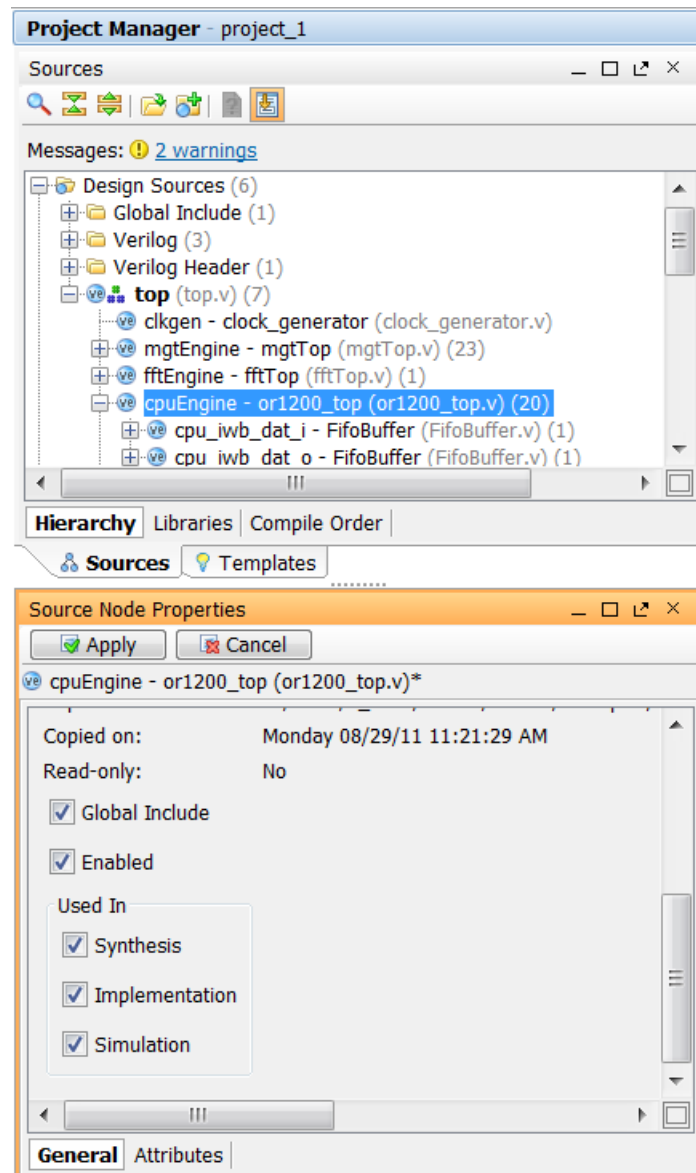 Project Manager - project_1
Sources
Messages: 2 warnings
Design Sources (6)
Global Include (1)
Verilog (3)
Verilog Header (1)
top (top.v) (7)
clkgen - clock_generator (clock_generator.v)
mgtEngine - mgtTop (mgtTop.v) (23)
fftEngine - fftTop (fftTop.v) (1)
cpuEngine - or1200_top (or1200_top.v) (20)
cpu_iwb_dat_i - FifoBuffer (FifoBuffer.v) (1)
cpu_iwb_dat_o - FifoBuffer (FifoBuffer.v) (1)
Hierarchy Libraries Compile Order
Sources Templates
Source Node Properties
Apply Cancel
cpuEngine - or1200_top (or1200_top.v)*
Copied on: Monday 08/29/11 11:21:29 AM
Read-only: No
Global Include
Enabled
Used In
Synthesis
Implementation
Simulation
General Attributes